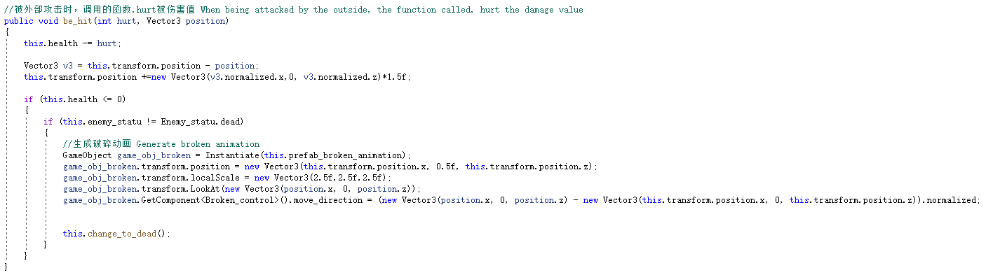 //被外部攻击时，调用的函数,hurt被伤害值 When being attacked by the outside, the function called, hurt the damage value
public void be_hit(int hurt, Vector3 position)
{
this.health -= hurt;
Vector3 v3 = this.transform.position - position;
this.transform.position +=new Vector3(v3.normalized.x,0, v3.normalized.z)*1.5f;
if (this.health <= 0)
{
if (this.enemy_statu != Enemy_statu.dead)
{
//生成破碎动画 Generate broken animation
GameObject game_obj_broken = Instantiate(this.prefab_broken_animation);
game_obj_broken.transform.position = new Vector3(this.transform.position.x, 0.5f, this.transform.position.z);
game_obj_broken.transform.localScale = new Vector3(2.5f,2.5f,2.5f);
game_obj_broken.transform.LookAt(new Vector3(position.x, 0, position.z));
game_obj_broken.GetComponent<Broken_control>().move_direction = (new Vector3(position.x, 0, position.z) - new Vector3(this.transform.position.x, 0, this.transform.position.z)).normalized;
this.change_to_dead();
}
}
}